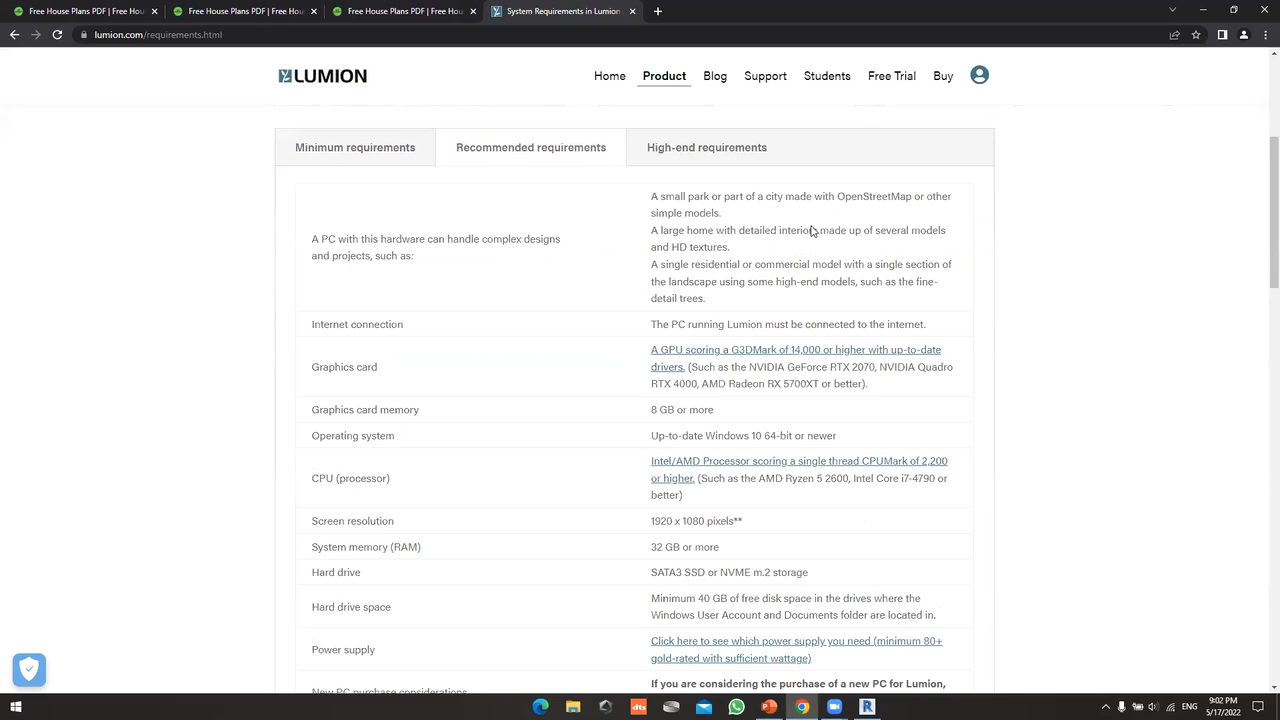 Free House Plans PDF | Free Hou
Free House Plans PDF | Free Hou
Free House Plans PDF | Free Hou
System Requirements in Lumion
lumion.com/requirements.html
LUMION
Home Product Blog Support Students Free Trial Buy
Minimum requirements Recommended requirements High-end requirements
A PC with this hardware can handle complex designs
and projects, such as:
A small park or part of a city made with OpenStreetMap or other
simple models.
A large home with detailed interior made up of several models
and HD textures.
A single residential or commercial model with a single section of
the landscape using some high-end models, such as the fine-
detail trees.
Internet connection The PC running Lumion must be connected to the internet.
Graphics card
A GPU scoring a G3DMark of 14,000 or higher with up-to-date
drivers. (Such as the NVIDIA GeForce RTX 2070, NVIDIA Quadro
RTX 4000, AMD Radeon RX 5700XT or better).
Graphics card memory 8 GB or more
Operating system Up-to-date Windows 10 64-bit or newer
CPU (processor)
Intel/AMD Processor scoring a single thread CPUMark of 2,200
or higher. (Such as the AMD Ryzen 5 2600, Intel Core i7-4790 or
better)
Screen resolution 1920 x 1080 pixels**
System memory (RAM) 32 GB or more
Hard drive SATA3 SSD or NVME m.2 storage
Hard drive space
Minimum 40 GB of free disk space in the drives where the
Windows User Account and Documents folder are located in.
Power supply
Click here to see which power supply you need (minimum 80+
gold-rated with sufficient wattage)
New PC purchase considerations
If you are considering the purchase of a new PC for Lumion,
dts
ENG
9:02 PM
5/17/2022